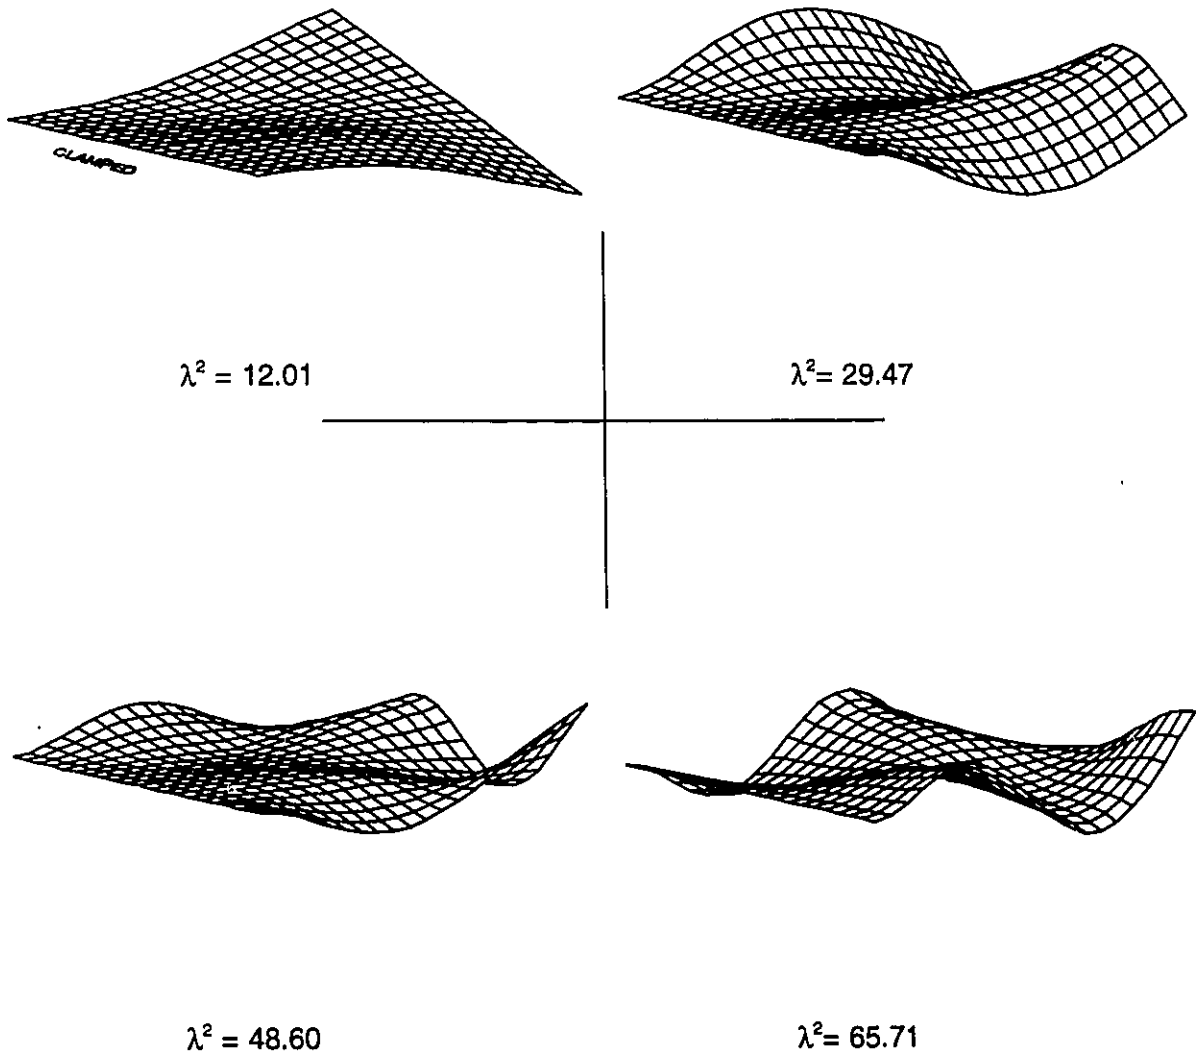 CLAMPED
λ² = 12.01
λ²= 29.47
λ² = 48.60
λ²= 65.71